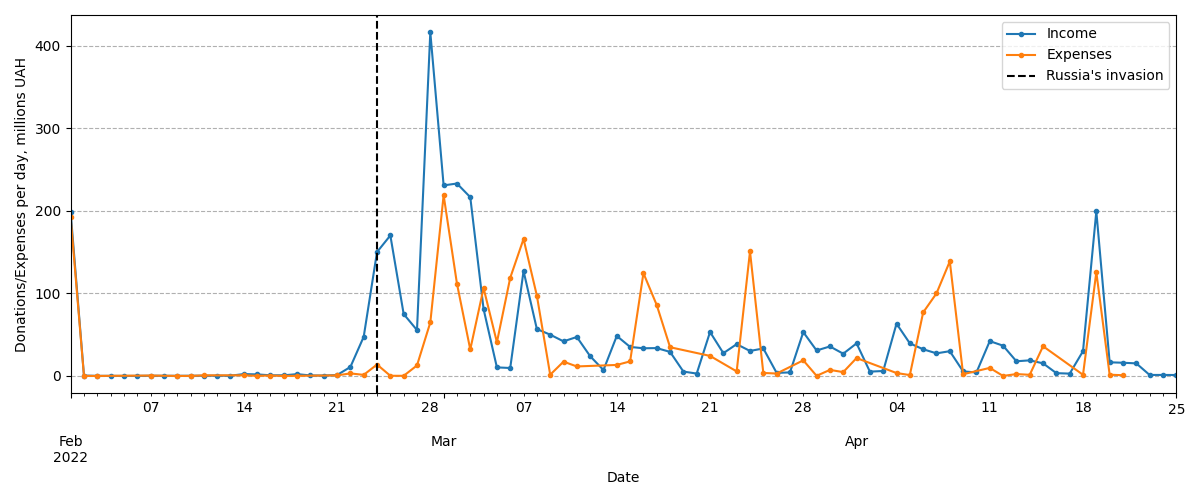 Donations/Expenses per day, millions UAH
400
300
200
100
0
Income
Expenses
Russia's invasion
07 14 21 28 07 14 21 28 04 11 18 25
Feb Mar Apr
2022
Date